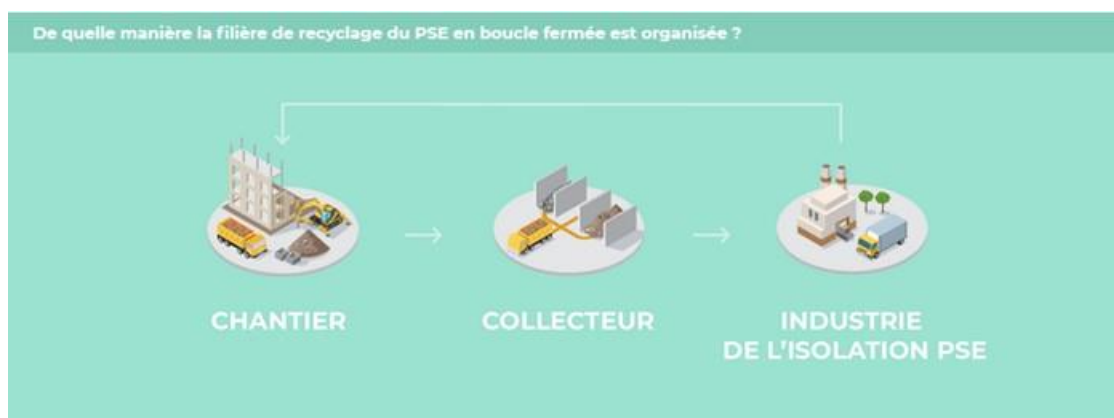 De quelle manière la filière de recyclage du PSE en boucle fermée est organisée ?
CHANTIER
COLLECTEUR
INDUSTRIE
DE L'ISOLATION PSE